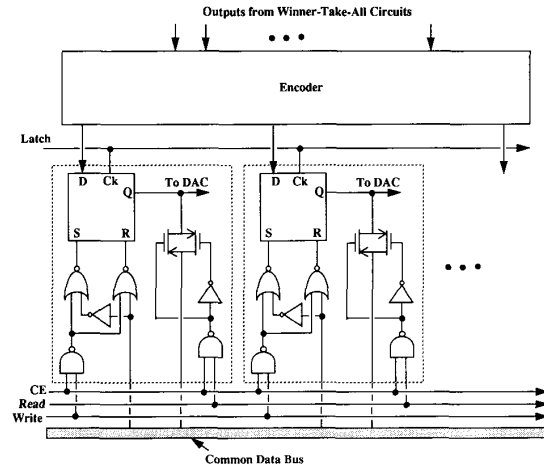 Outputs from Winner-Take-All Circuits
Encoder
Latch
D Ck
Q
To DAC
S R
D Ck
Q
To DAC
S R
CE
Read
Write
Common Data Bus